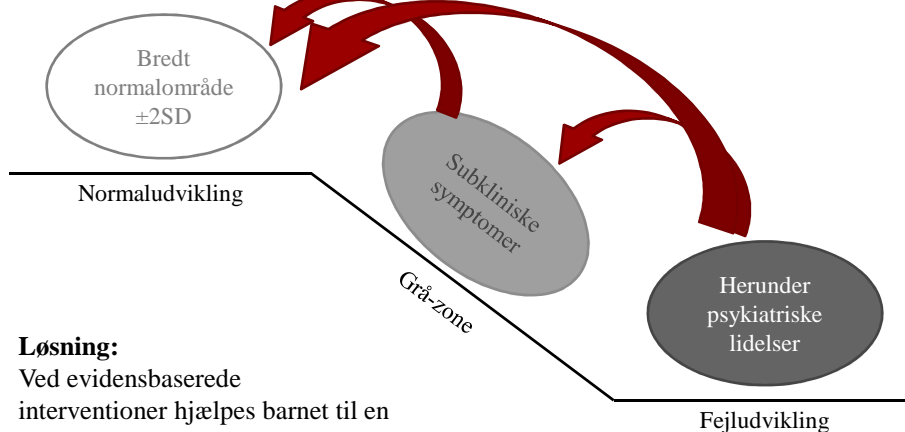 Bredt
normalområde
±2SD
Normaludvikling
Subkliniske
symptomer
Grå-zone
Herunder
psykiatriske
lidelser
Fejludvikling
Løsning:
Ved evidensbaserede
interventioner hjælpes barnet til en